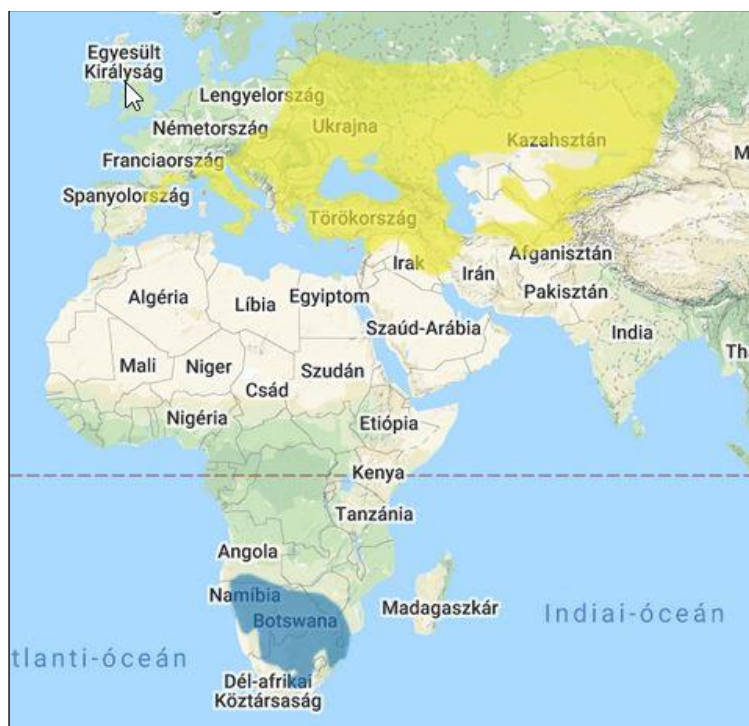 Egyesült
Királyság
Lengyelország
Németország
Ukrajna
Kazahsztán
Franciaország
M
Spanyolország
Törökország
Afganisztán
Irak
Irán
Pakisztán
Algéria
Líbia
Egyiptom
Szaúd-Arábia
India
Th
Mali
Niger
Szudán
Csád
Nigéria
Etiópia
Kenya
Tanzánia
Angola
Namíbia
Botswana
Madagaszkár
Indiai-óceán
tlanti-óceán
Dél-afrikai
Köztársaság